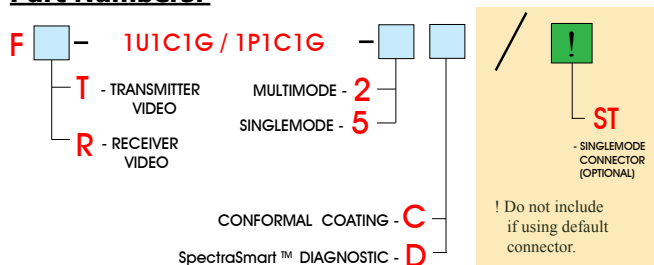 Part Numbers:
F - 1U1C1G / 1P1C1G - / !
T - TRANSMITTER VIDEO
R - RECEIVER VIDEO
MULTIMODE - 2
SINGLEMODE - 5
CONFORMAL COATING - C
SpectraSmart ™ DIAGNOSTIC - D
ST
- SINGLEMODE
CONNECTOR
(OPTIONAL)
! Do not include
if using default
connector.